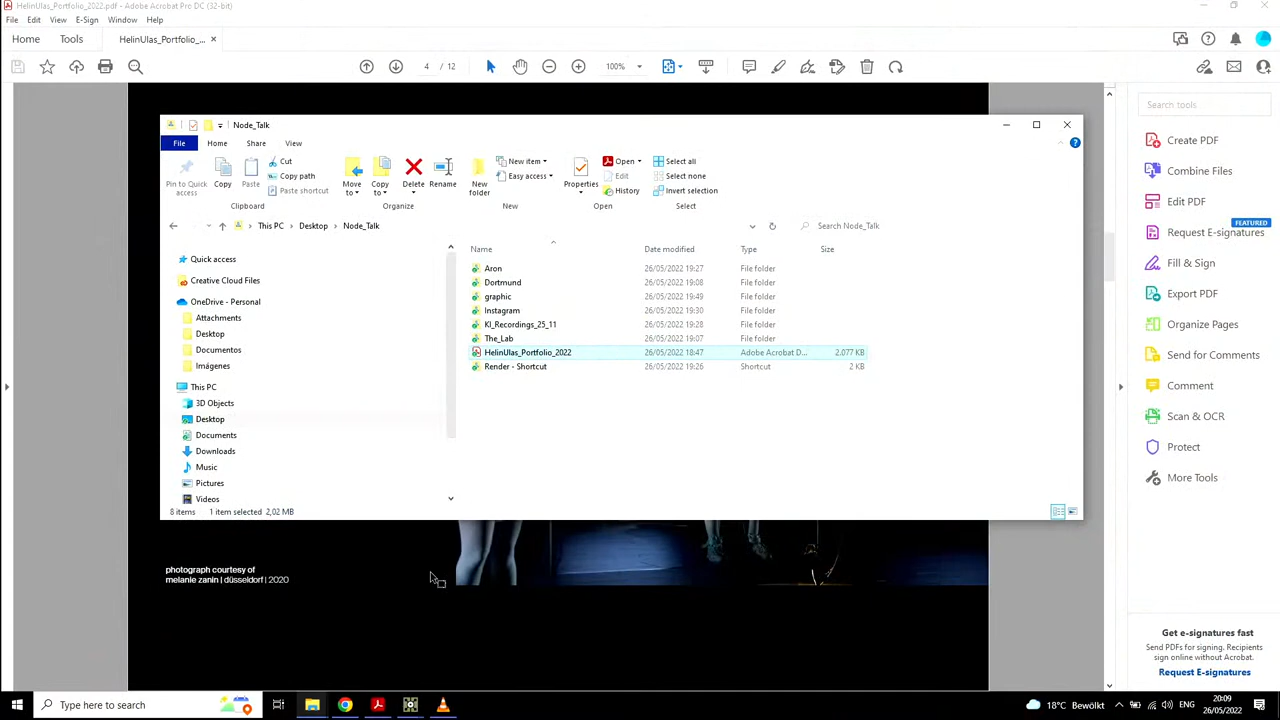 HelinUlas_Portfolio_2022.pdf - Adobe Acrobat Pro DC (32-bit)
File Edit View E-Sign Window Help
Home Tools HelinUlas_Portfolio_... ×
4 / 12 100%
Search tools
Node_Talk
Create PDF
File Home Share View
Combine Files
Edit PDF
FEATURED
Request E-signatures
Fill & Sign
Export PDF
Organize Pages
Send for Comments
Comment
Scan & OCR
Protect
More Tools
Pin to Quick access
Copy
Paste
Cut
Copy path
Paste shortcut
Clipboard
Move to
Copy to
Delete
Rename
Organize
New folder
New item
Easy access
New
Properties
Open
Edit
History
Open
Select all
Select none
Invert selection
Select
This PC > Desktop > Node_Talk
Search Node_Talk
Quick access
Creative Cloud Files
OneDrive - Personal
Attachments
Desktop
Documentos
Imágenes
This PC
3D Objects
Desktop
Documents
Downloads
Music
Pictures
Videos
Name Date modified Type Size
Aron 26/05/2022 19:27 File folder
Dortmund 26/05/2022 19:08 File folder
graphic 26/05/2022 19:49 File folder
Instagram 26/05/2022 19:30 File folder
KI_Recordings_25_11 26/05/2022 19:28 File folder
The_Lab 26/05/2022 19:07 File folder
HelinUlas_Portfolio_2022 26/05/2022 18:47 Adobe Acrobat D... 2.077 KB
Render - Shortcut 26/05/2022 19:26 Shortcut 2 KB
8 items 1 item selected 2,02 MB
photograph courtesy of
melanie zanin | düsseldorf | 2020
Get e-signatures fast
Send PDFs for signing. Recipients
sign online without Acrobat.
Request E-signatures
Type here to search
18°C Bewölkt
ENG
20:09
26/05/2022